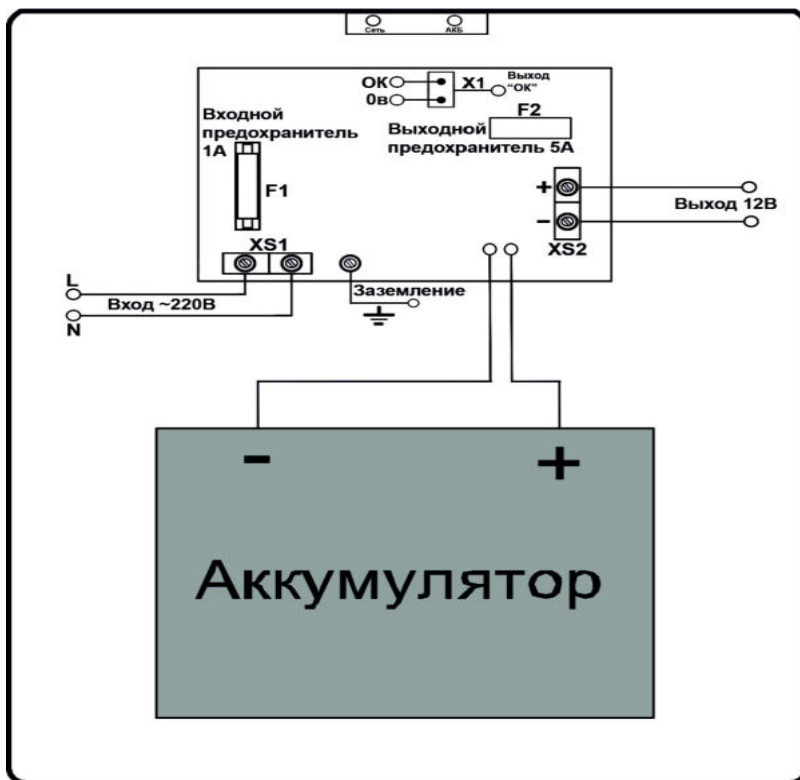 Сеть АКБ
ОК
0в
X1
Выход
“ОК”
F2
Входной
предохранитель
1А
F1
Выходной
предохранитель 5А
+
-
Выход 12В
XS1
XS2
L
Вход ~220В
N
Заземление
- +
Аккумулятор